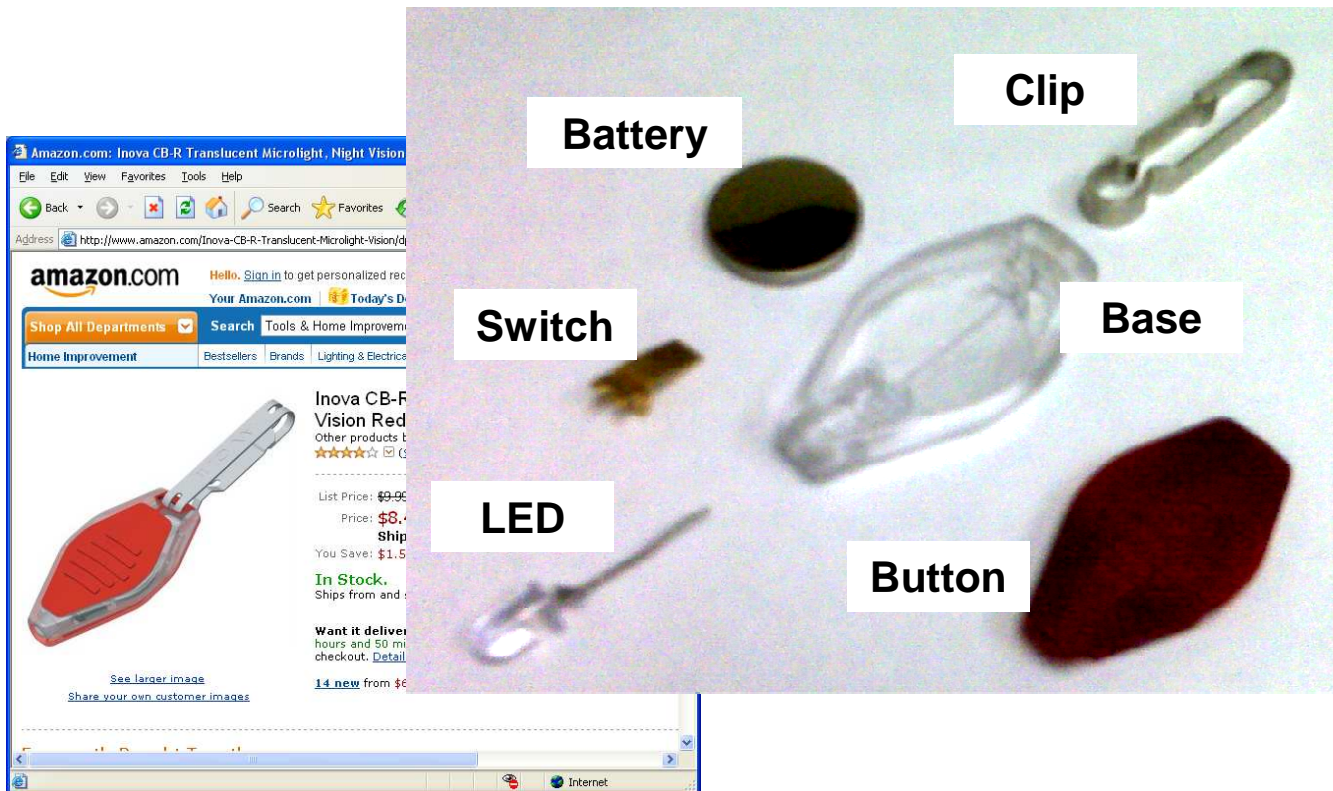 Amazon.com: Inova CB-R Translucent Microlight, Night Vision
File Edit View Favorites Tools Help
Back Search Favorites
Address http://www.amazon.com/Inova-CB-R-Translucent-Microlight-Vision/dp
amazon.com
Hello. Sign in to get personalized rec
Your Amazon.com Today's D
Shop All Departments Search Tools & Home Improveme
Home Improvement Bestsellers Brands Lighting & Electrica
Inova CB-R
Vision Red
Other products b
List Price: $9.99
Price: $8.4
Ship
You Save: $1.5
In Stock.
Ships from and s
Want it deliver
hours and 50 mi
checkout. Detail
14 new from $6
See larger image
Share your own customer images
Internet
Clip
Battery
Switch
Base
LED
Button